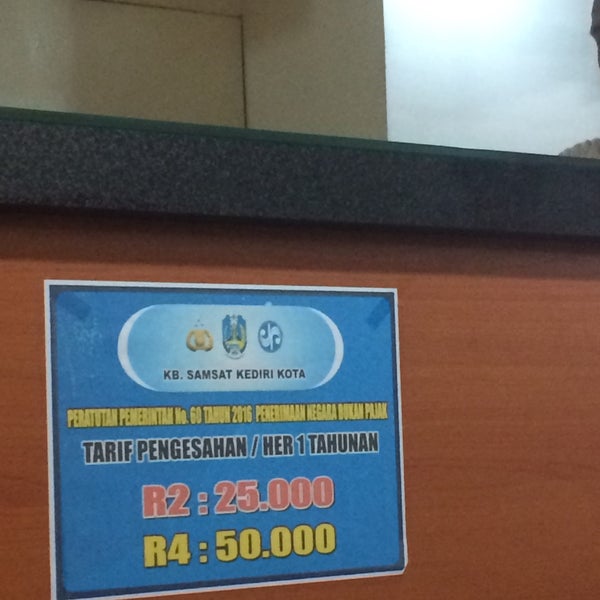 KB. SAMSAT KEDIRI KOTA
PERATUTAN PEMERINTAH No. 60 TAHUN 2016 PENERIMAAN NEGARA BUKAN PAJAK
TARIF PENGESAHAN / HER 1 TAHUNAN
R2 : 25.000
R4 : 50.000